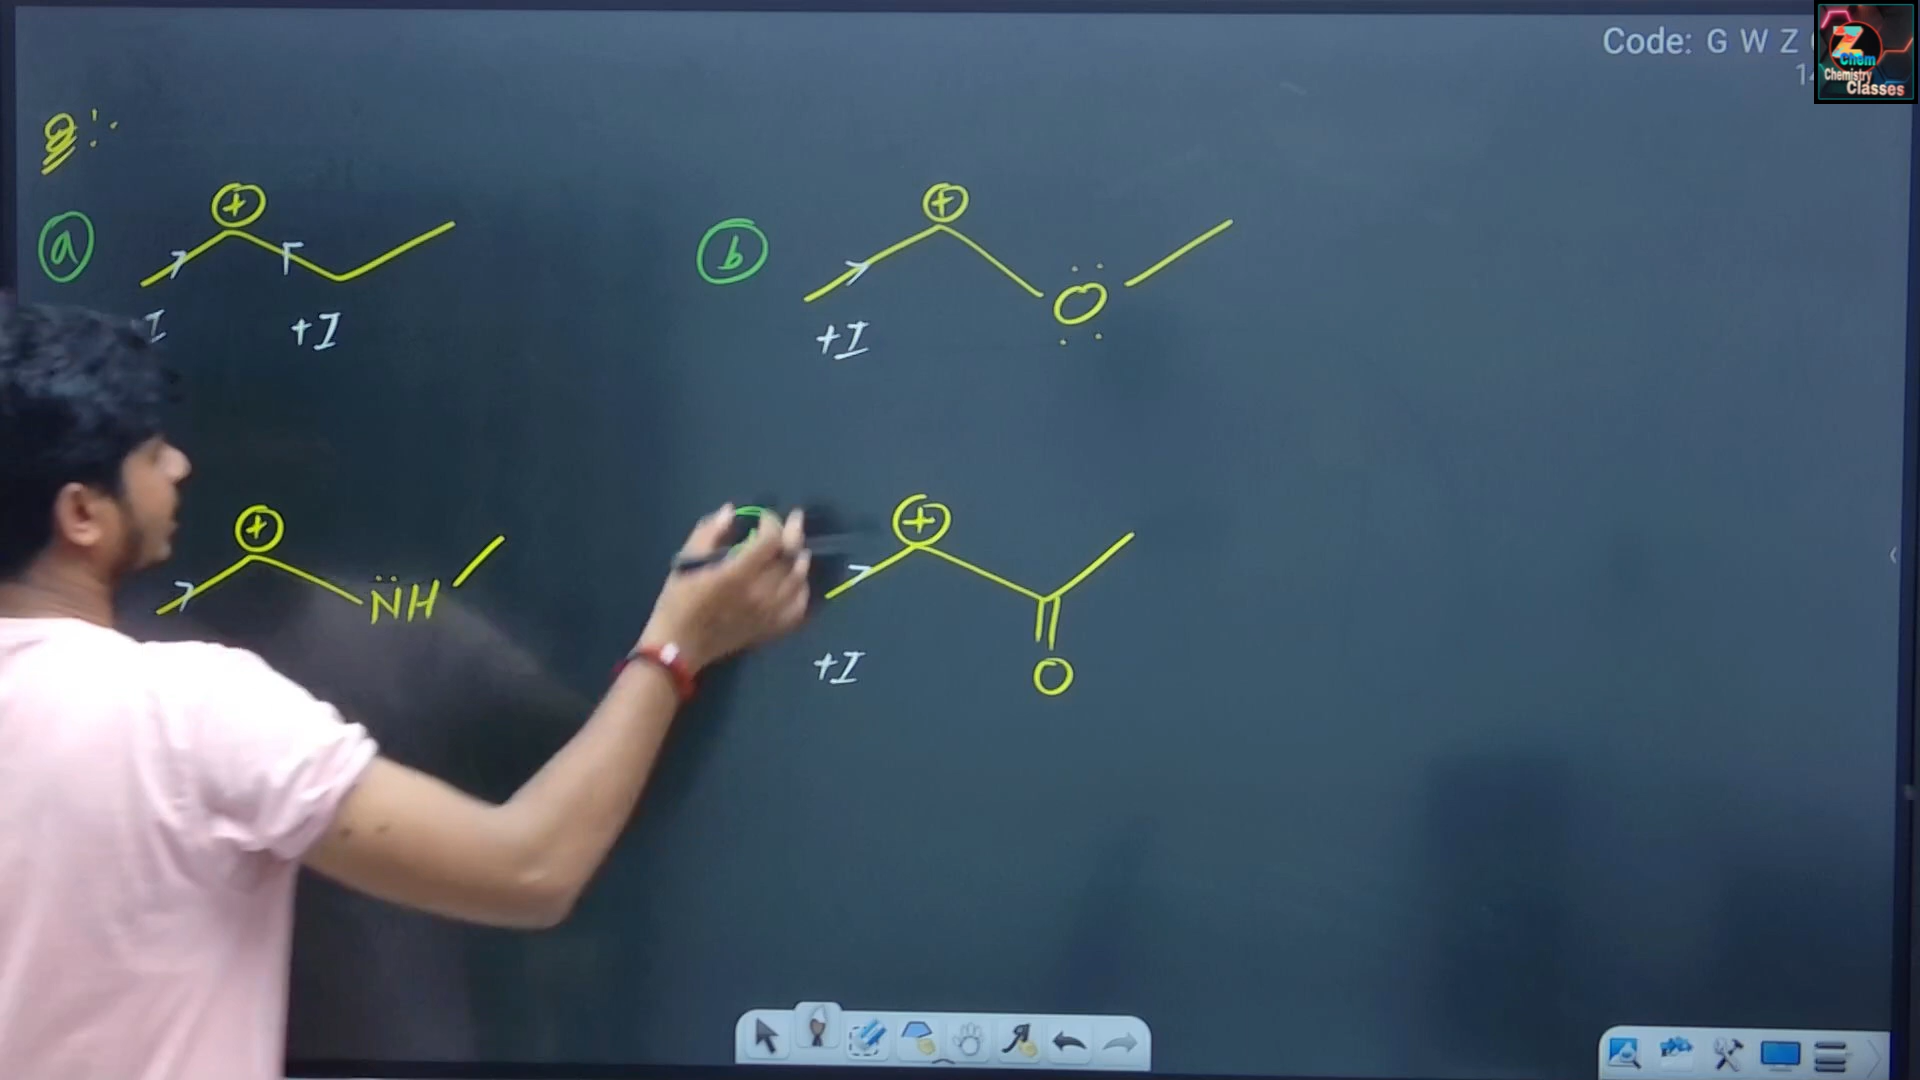 Code: G W Z
Z
Chem
Chemistry
Classes
Q:
a
+
I
+I
b
+
+I
O
+
NH
+
+I
O